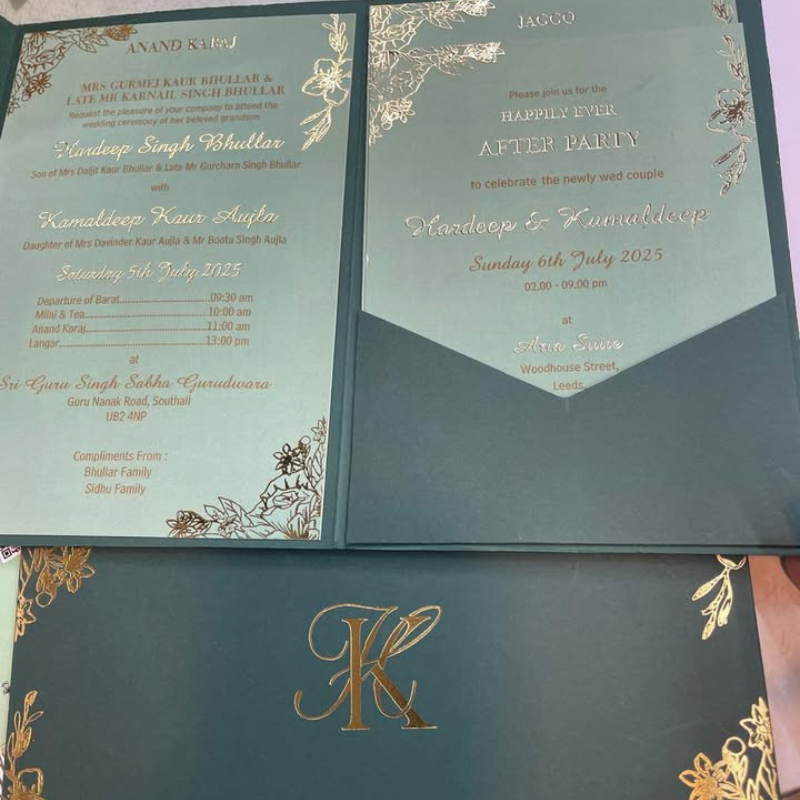 ANAND KARAJ
MRS GURMEJ KAUR BHULLAR &
LATE MR KARNAIL SINGH BHULLAR
Request the pleasure of your company to attend the
wedding ceremony of her beloved grandson
Hardeep Singh Bhullar
Son of Mrs Daljit Kaur Bhullar & Late Mr Gurcharn Singh Bhullar
with
Kamaldeep Kaur Aujla
Daughter of Mrs Davinder Kaur Aujla & Mr Boota Singh Aujla
Saturday 5th July 2025
Departure of Barat..............................09:30 am
Milni & Tea.......................................10:00 am
Anand Karaj.....................................11:00 am
Langar..............................................13:00 pm
at
Sri Guru Singh Sabha Gurudwara
Guru Nanak Road, Southall
UB2 4NP
Compliments From :
Bhullar Family
Sidhu Family
JAGGO
Please join us for the
HAPPILY EVER
AFTER PARTY
to celebrate the newly wed couple
Hardeep & Kamaldeep
Sunday 6th July 2025
02.00 - 09.00 pm
at
Aria Suite
Woodhouse Street,
Leeds,
HK